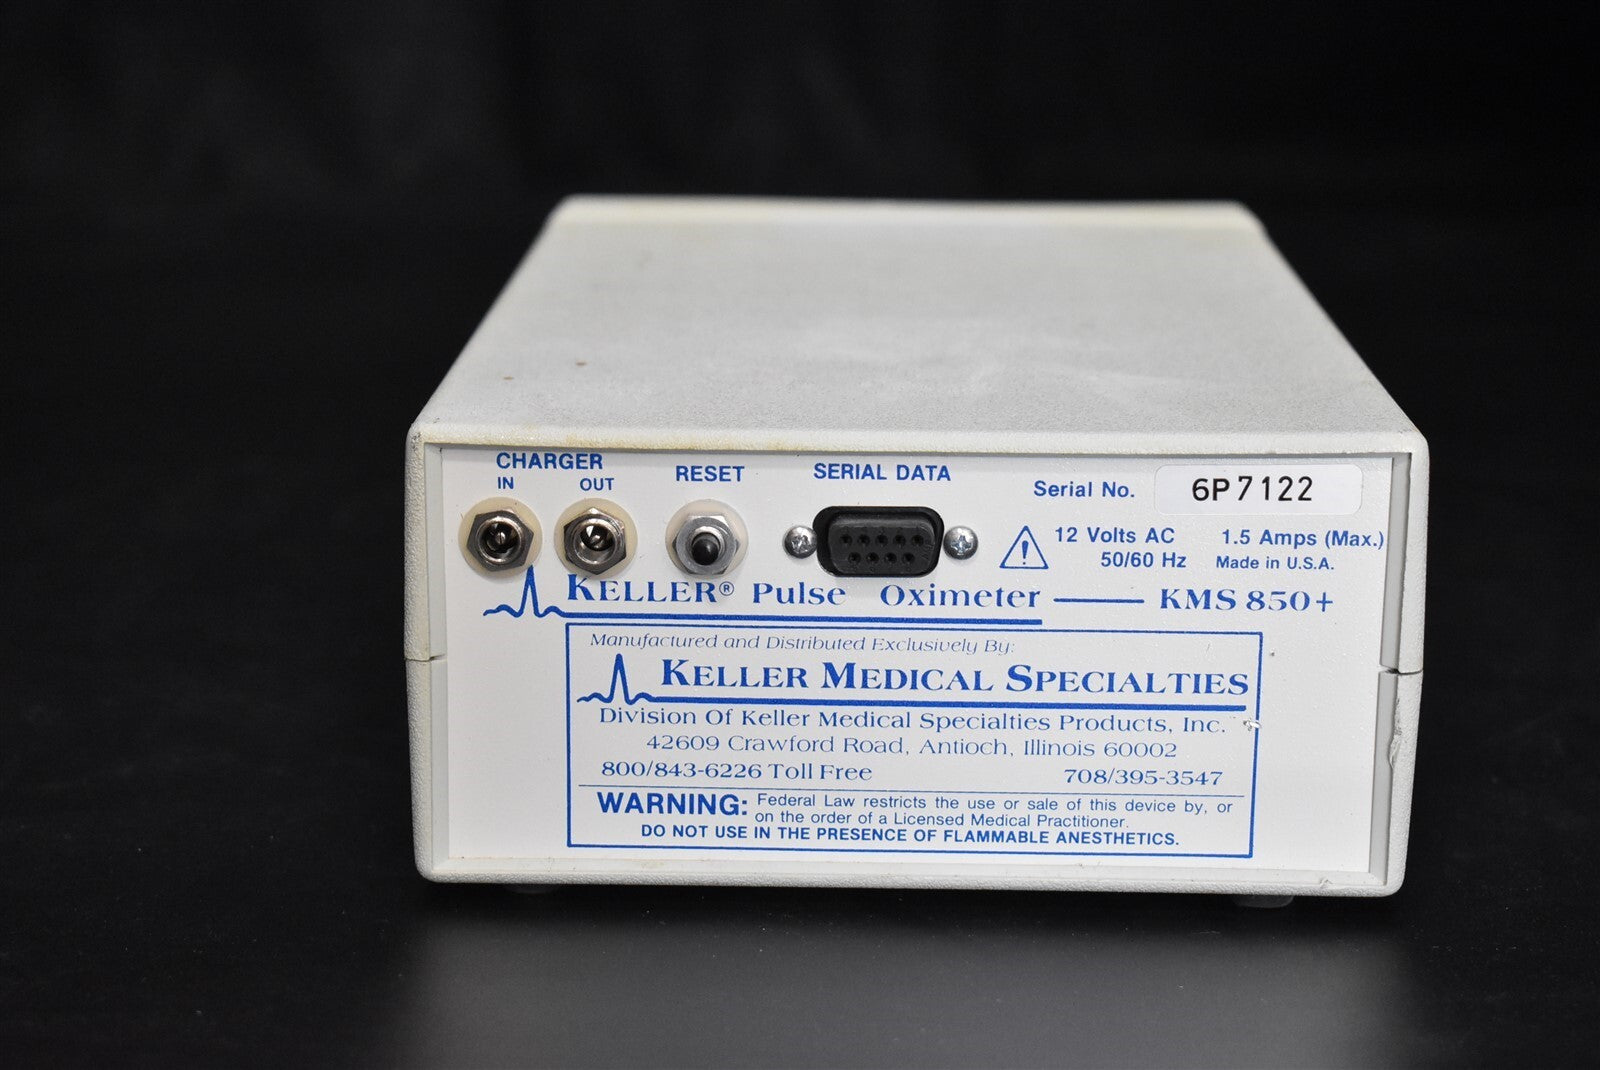 CHARGER
IN OUT
RESET
SERIAL DATA
Serial No. 6P7122
12 Volts AC 1.5 Amps (Max.)
50/60 Hz Made in U.S.A.
KELLER® Pulse Oximeter KMS 850+
Manufactured and Distributed Exclusively By:
KELLER MEDICAL SPECIALTIES
Division Of Keller Medical Specialties Products, Inc.
42609 Crawford Road, Antioch, Illinois 60002
800/843-6226 Toll Free 708/395-3547
WARNING: Federal Law restricts the use or sale of this device by, or
on the order of a Licensed Medical Practitioner.
DO NOT USE IN THE PRESENCE OF FLAMMABLE ANESTHETICS.